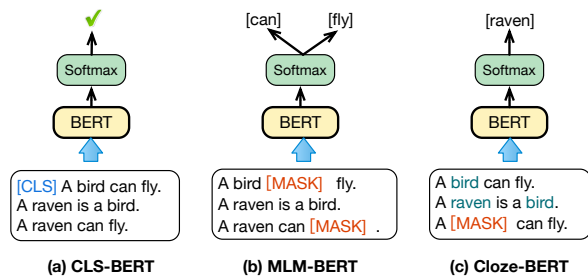 [can] [fly] [raven]
Softmax Softmax Softmax
BERT BERT BERT
[CLS] A bird can fly.
A raven is a bird.
A raven can fly.
A bird [MASK] fly.
A raven is a bird.
A raven can [MASK] .
A bird can fly.
A raven is a bird.
A [MASK] can fly.
(a) CLS-BERT (b) MLM-BERT (c) Cloze-BERT